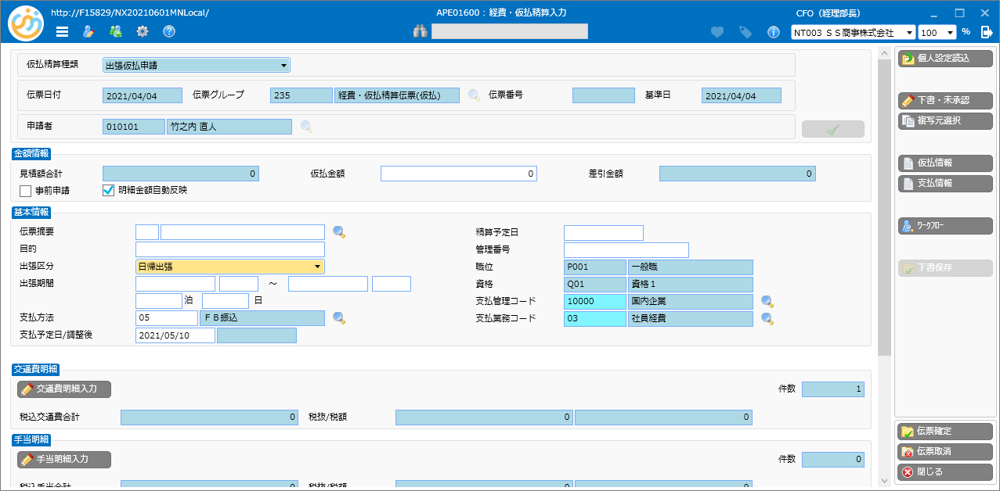 http://F15829/NX20210601MNLocal/
APE01600：経費・仮払精算入力
CFO（経理部長）
NT003 ＳＳ商事株式会社 100 %
仮払精算種類 出張仮払申請
伝票日付 2021/04/04 伝票グループ 235 経費・仮払精算伝票(仮払) 伝票番号 基準日 2021/04/04
申請者 010101 竹之内 直人
金額情報
見積額合計 0 仮払金額 0 差引金額 0
事前申請 明細金額自動反映
基本情報
伝票摘要 精算予定日
目的 管理番号
出張区分 日帰出張 職位 P001 一般職
出張期間 ～ 資格 Q01 資格１
泊 日 支払管理コード 10000 国内企業
支払方法 05 ＦＢ振込 支払業務コード 03 社員経費
支払予定日/調整後 2021/05/10
交通費明細
交通費明細入力 件数 1
税込交通費合計 0 税抜/税額 0 0
手当明細
手当明細入力 件数 0
税込手当合計 0 税抜/税額 0 0
個人設定読込
下書・未承認
複写元選択
仮払情報
支払情報
ﾜｰｸﾌﾛｰ
下書保存
伝票確定
伝票取消
閉じる